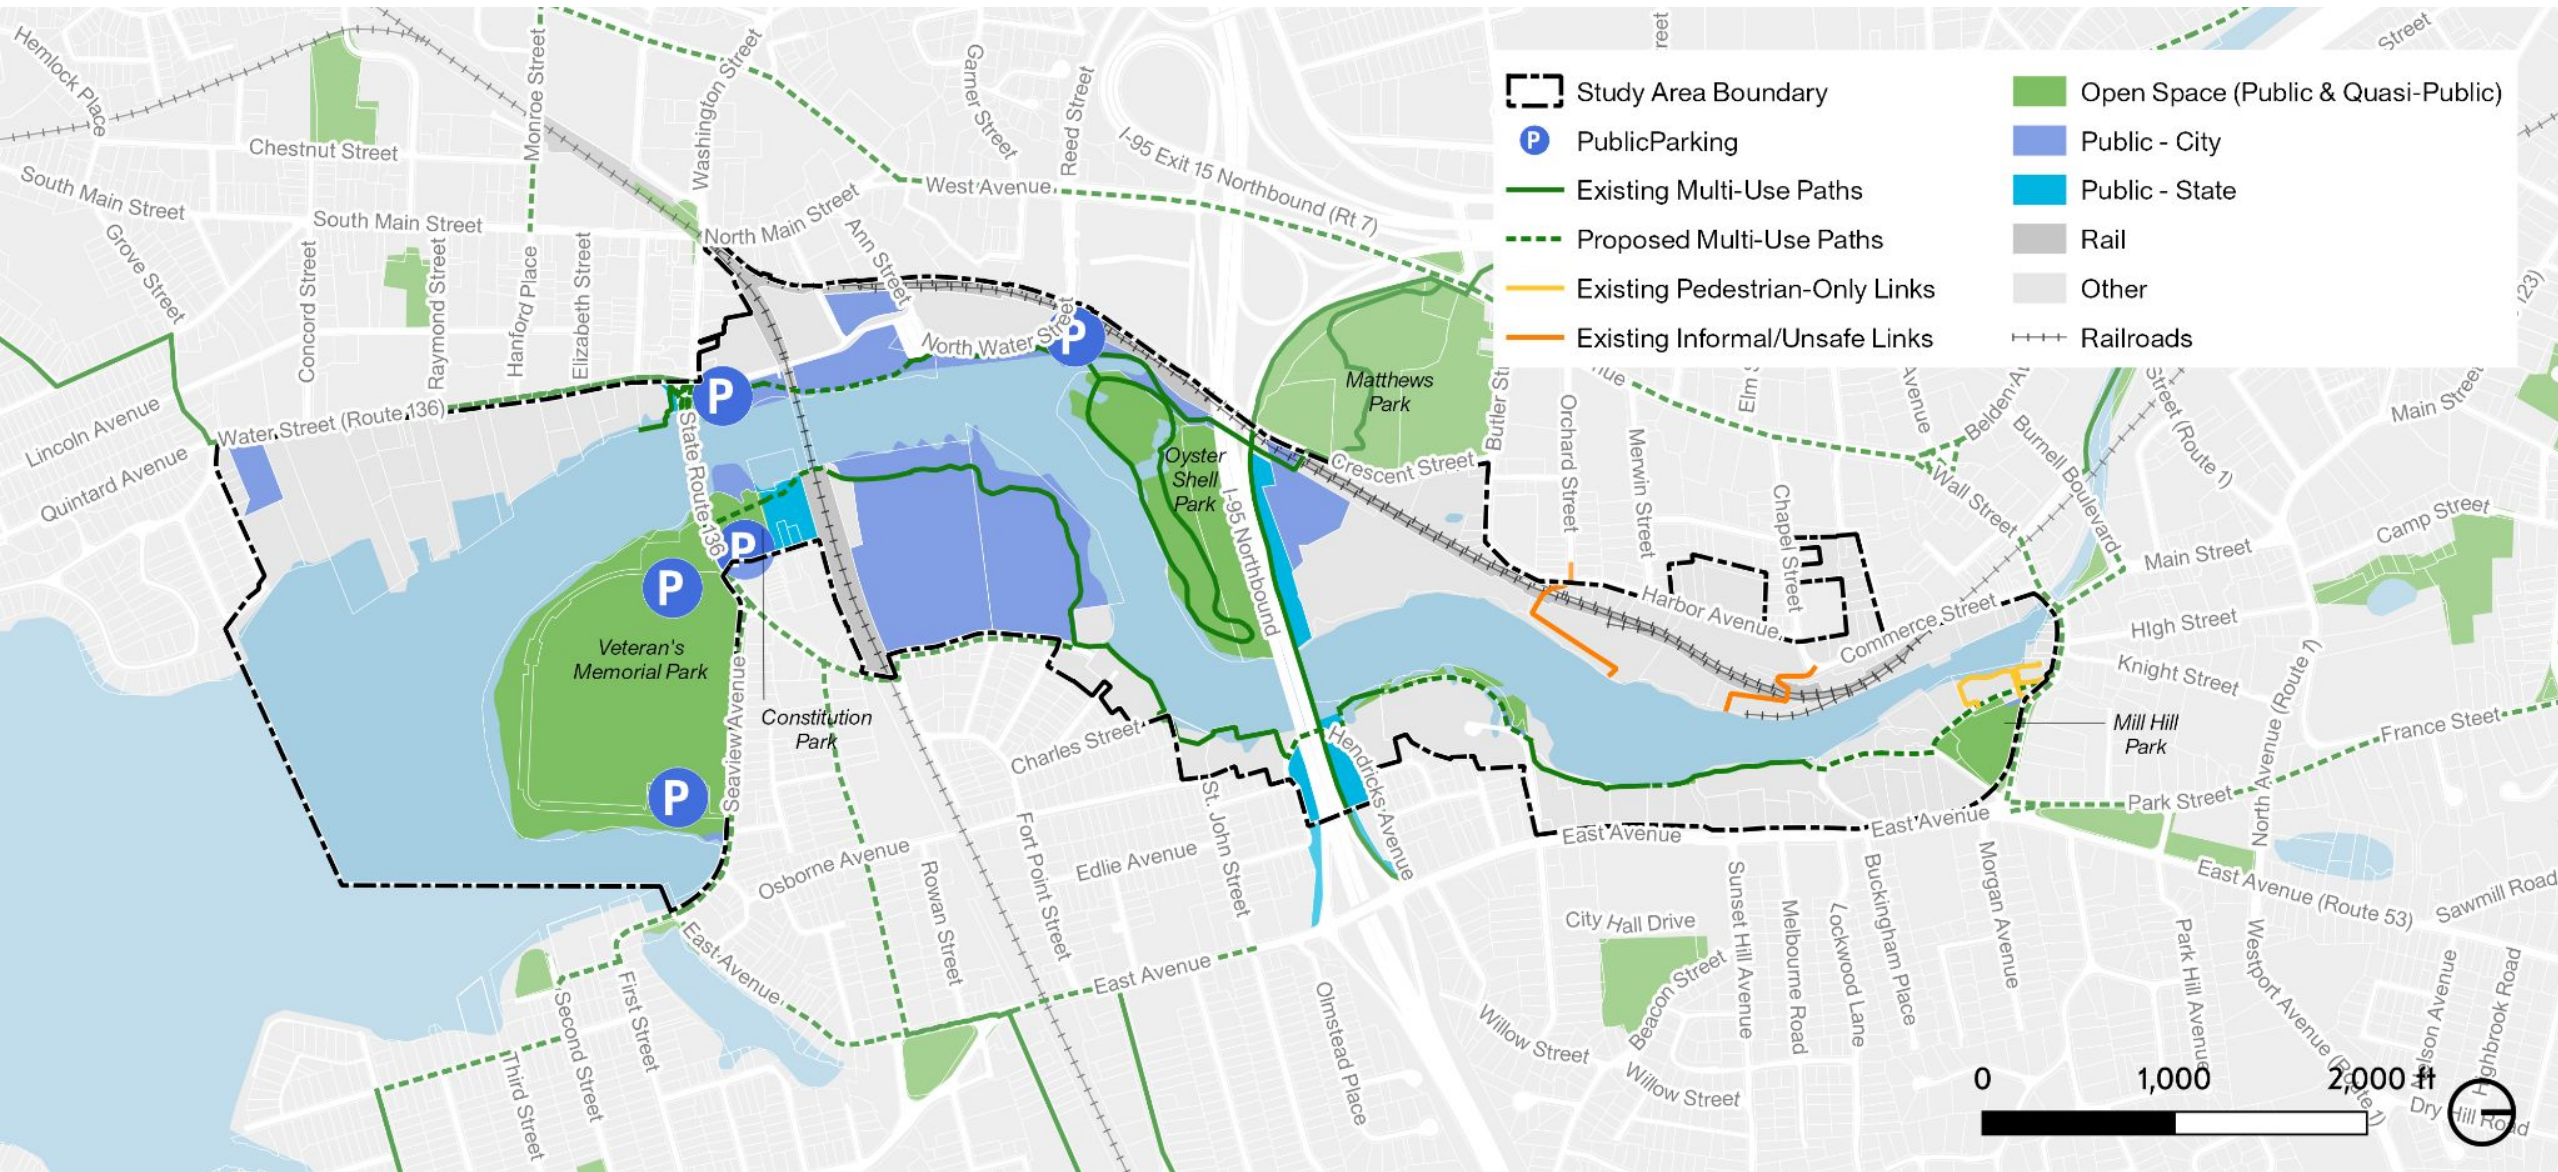 Study Area Boundary
P
PublicParking
Existing Multi-Use Paths
Proposed Multi-Use Paths
Existing Pedestrian-Only Links
Existing Informal/Unsafe Links
Open Space (Public & Quasi-Public)
Public - City
Public - State
Rail
Other
Railroads
Hemlock Place
Monroe Street
Washington Street
Garner Street
Reed Street
I-95 Exit 15 Northbound (Rt 7)
Street
Chestnut Street
South Main Street
South Main Street
West Avenue
North Main Street
Ann Street
Grove Street
Concord Street
Raymond Street
Hanford Place
Elizabeth Street
North Water Street
P
P
Matthews
Park
Lincoln Avenue
Water Street (Route 136)
Quintard Avenue
State Route 136
Oyster
Shell
Park
I-95 Northbound
Crescent Street
Orchard Street
Merwin Street
Chapel Street
Wall Street
Burnell Boulevard
Street (Route 1)
Main Street
Camp Street
Main Street
P
P
P
Veteran's
Memorial Park
Seaview Avenue
Constitution
Park
Harbor Avenue
Commerce Street
HIgh Street
Knight Street
Mill Hill
Park
North Avenue (Route 1)
France Steet
Park Street
Charles Street
Hendricks Avenue
East Avenue
East Avenue
Osborne Avenue
Rowan Street
Fort Point Street
Edlie Avenue
St. John Street
East Avenue
East Avenue
First Street
Second Street
Third Street
Olmstead Place
City Hall Drive
Beacon Street
Willow Street
Willow Street
Sunset Hill Avenue
Melbourne Road
Lockwood Lane
Buckingham Place
Morgan Avenue
Park Hill Avenue
East Avenue (Route 53)
Sawmill Road
Westport Avenue (Route 1)
Highbrook Road
Dry Hill Road
0
1,000
2,000 ft